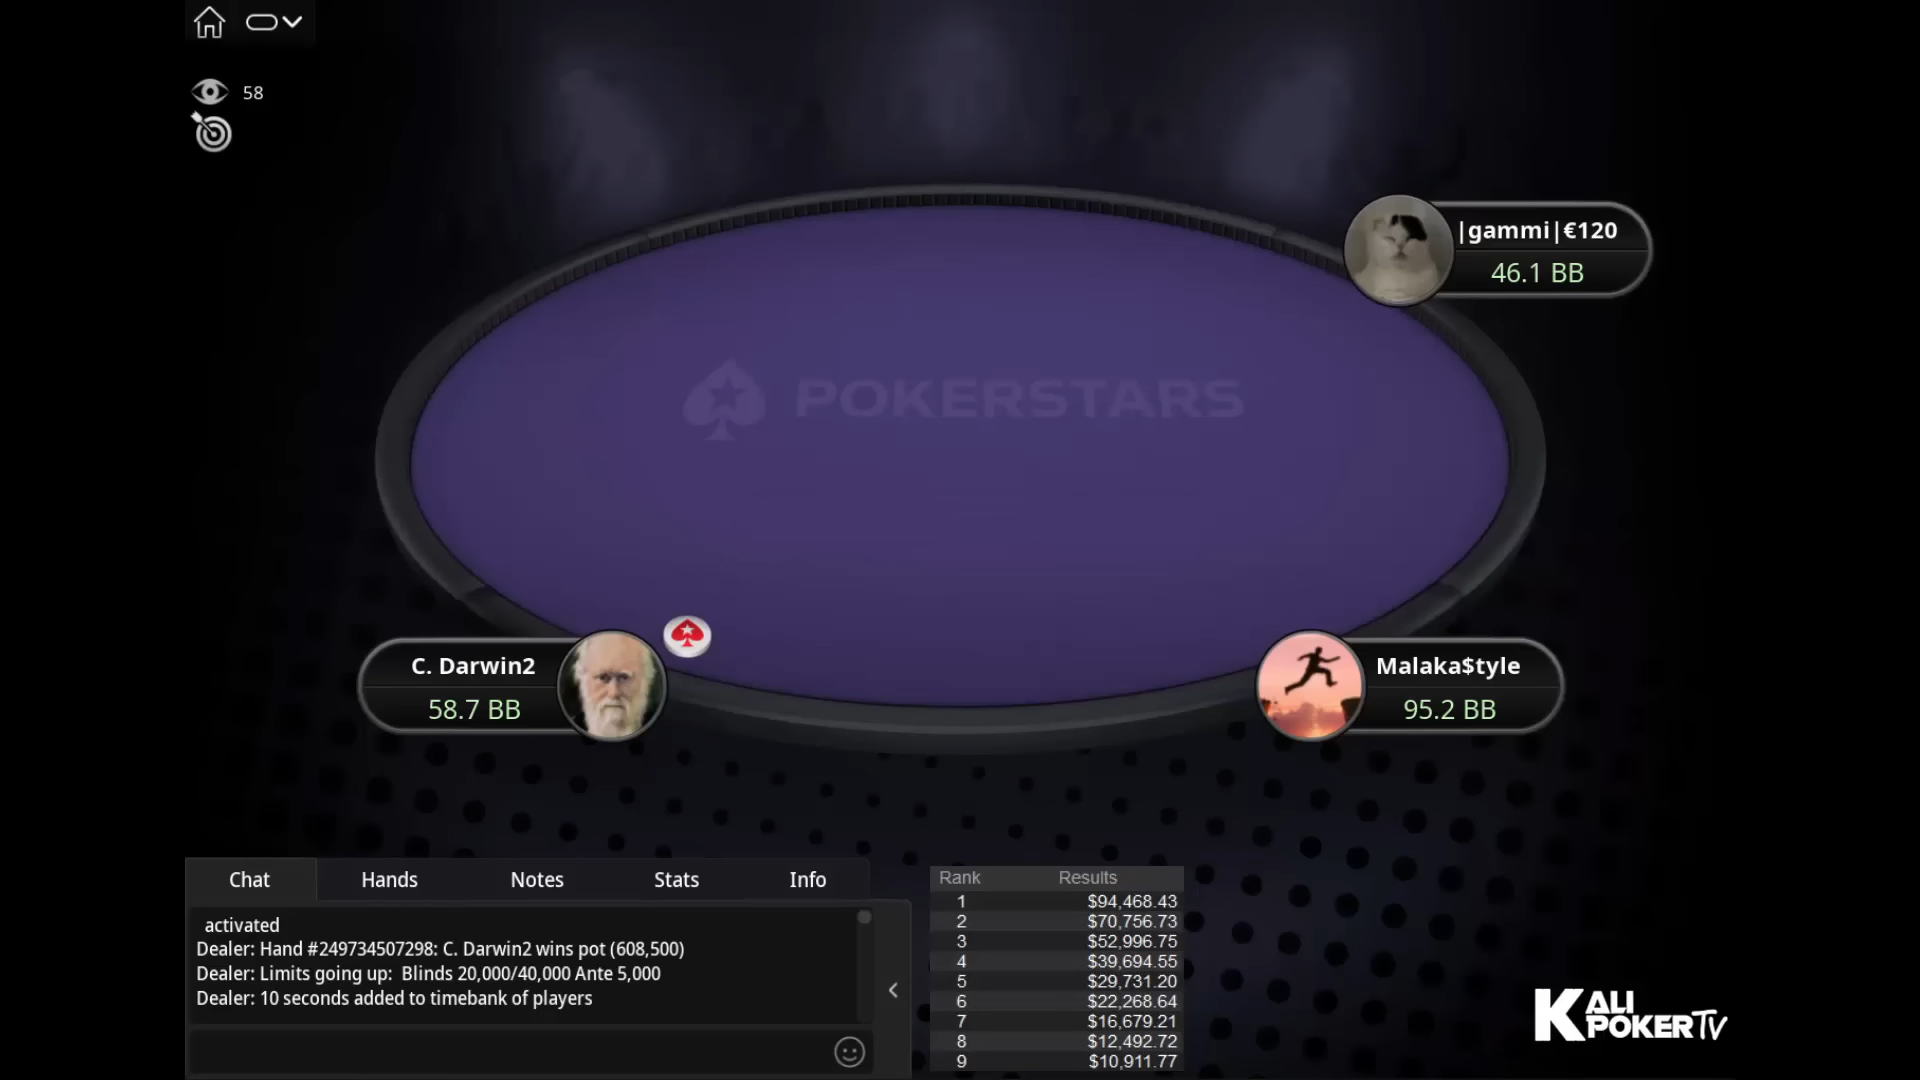 58
|gammi|€120
46.1 BB
POKERSTARS
C. Darwin2
58.7 BB
Malaka$tyle
95.2 BB
Chat Hands Notes Stats Info
activated
Dealer: Hand #249734507298: C. Darwin2 wins pot (608,500)
Dealer: Limits going up: Blinds 20,000/40,000 Ante 5,000
Dealer: 10 seconds added to timebank of players
Rank Results
1 $94,468.43
2 $70,756.73
3 $52,996.75
4 $39,694.55
5 $29,731.20
6 $22,268.64
7 $16,679.21
8 $12,492.72
9 $10,911.77
KALI
POKERTV